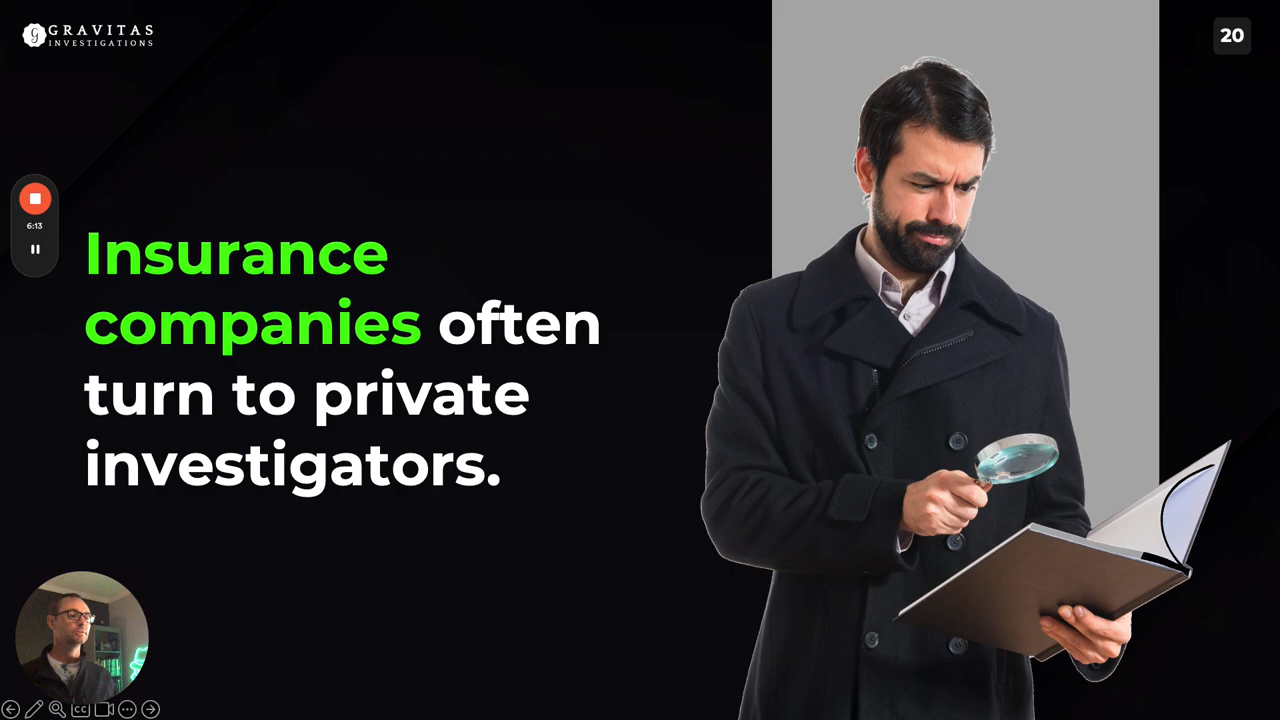 GRAVITAS
INVESTIGATIONS
20
6:13
Insurance
companies often
turn to private
investigators.
CC